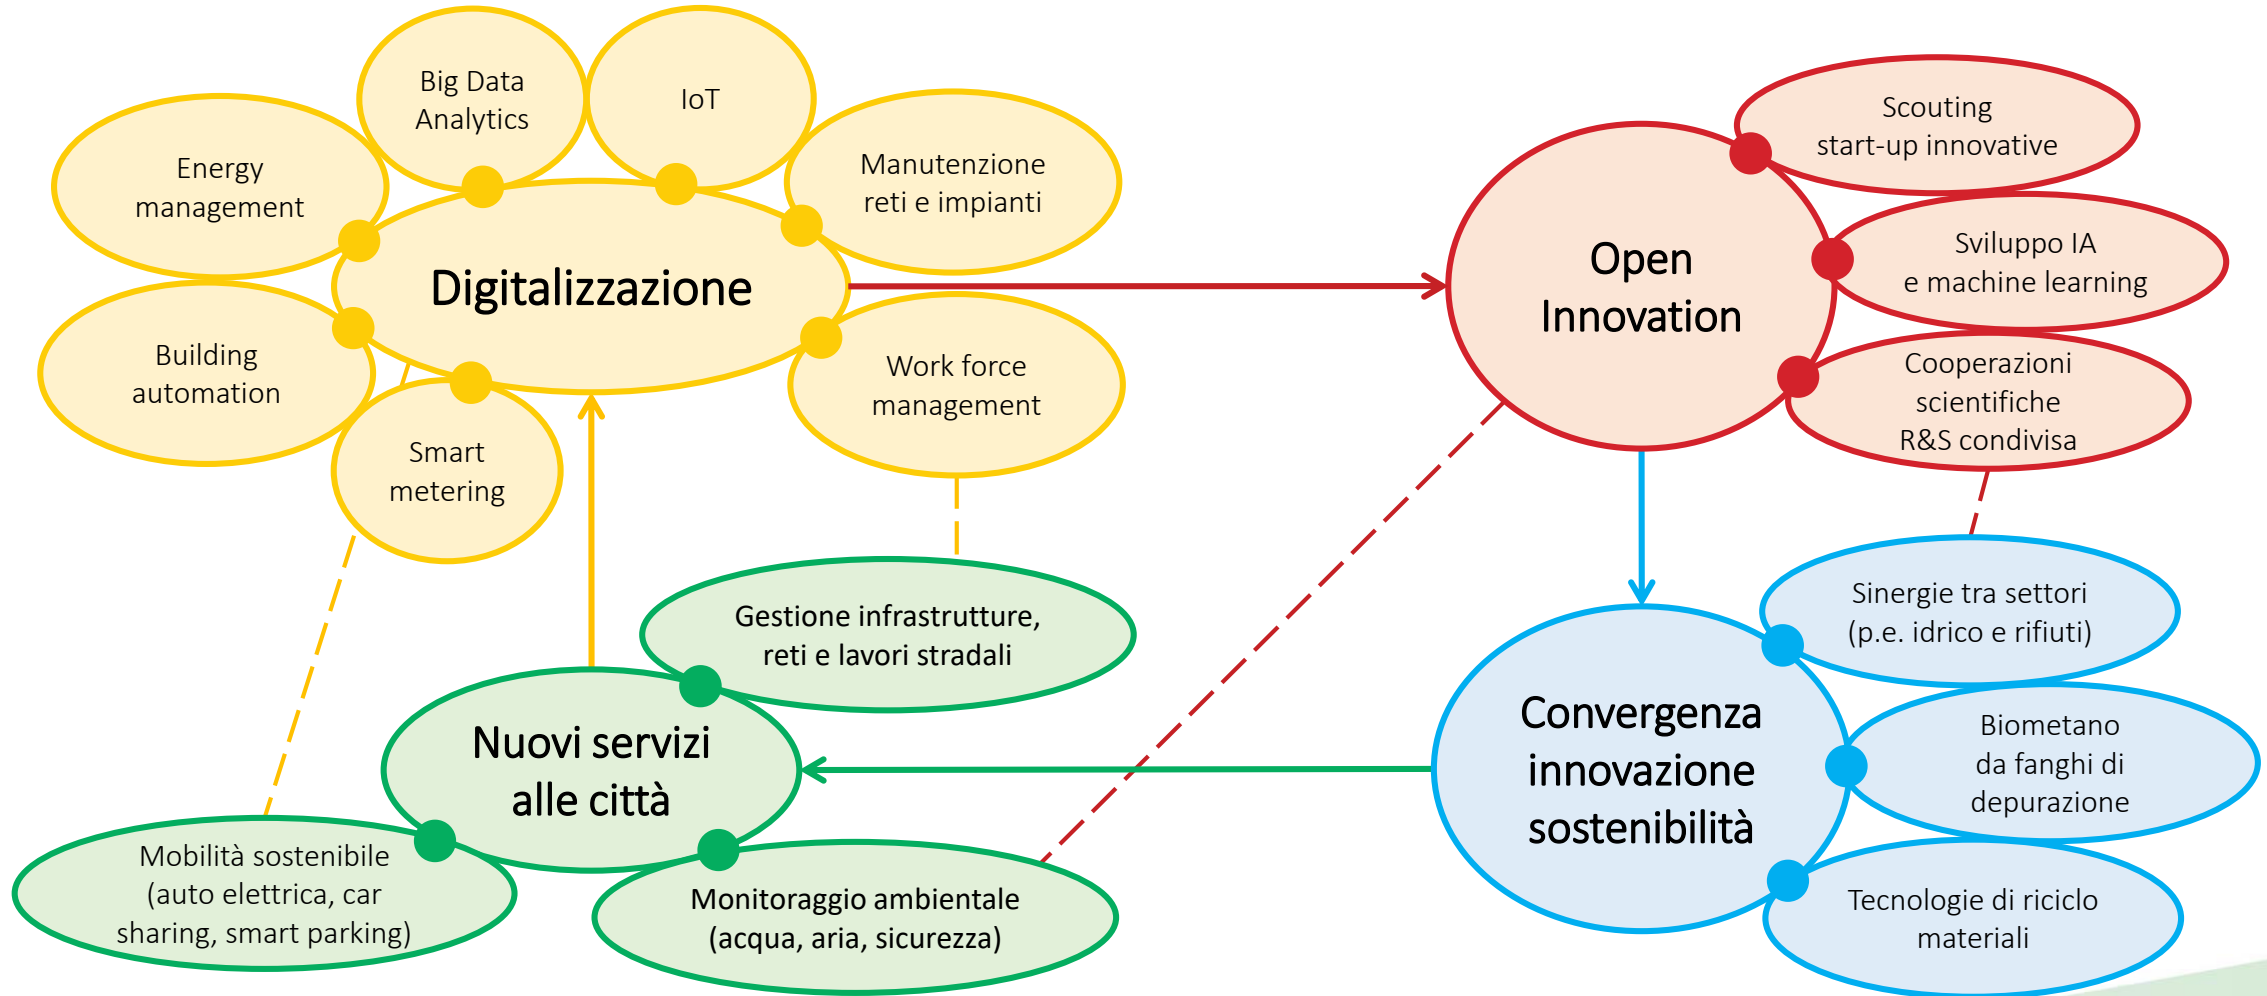 Big Data
Analytics
IoT
Energy
management
Manutenzione
reti e impianti
Digitalizzazione
Building
automation
Smart
metering
Work force
management
Scouting
start-up innovative
Open
Innovation
Sviluppo IA
e machine learning
Cooperazioni
scientifiche
R&S condivisa
Gestione infrastrutture,
reti e lavori stradali
Nuovi servizi
alle città
Mobilità sostenibile
(auto elettrica, car
sharing, smart parking)
Monitoraggio ambientale
(acqua, aria, sicurezza)
Sinergie tra settori
(p.e. idrico e rifiuti)
Convergenza
innovazione
sostenibilità
Biometano
da fanghi di
depurazione
Tecnologie di riciclo
materiali